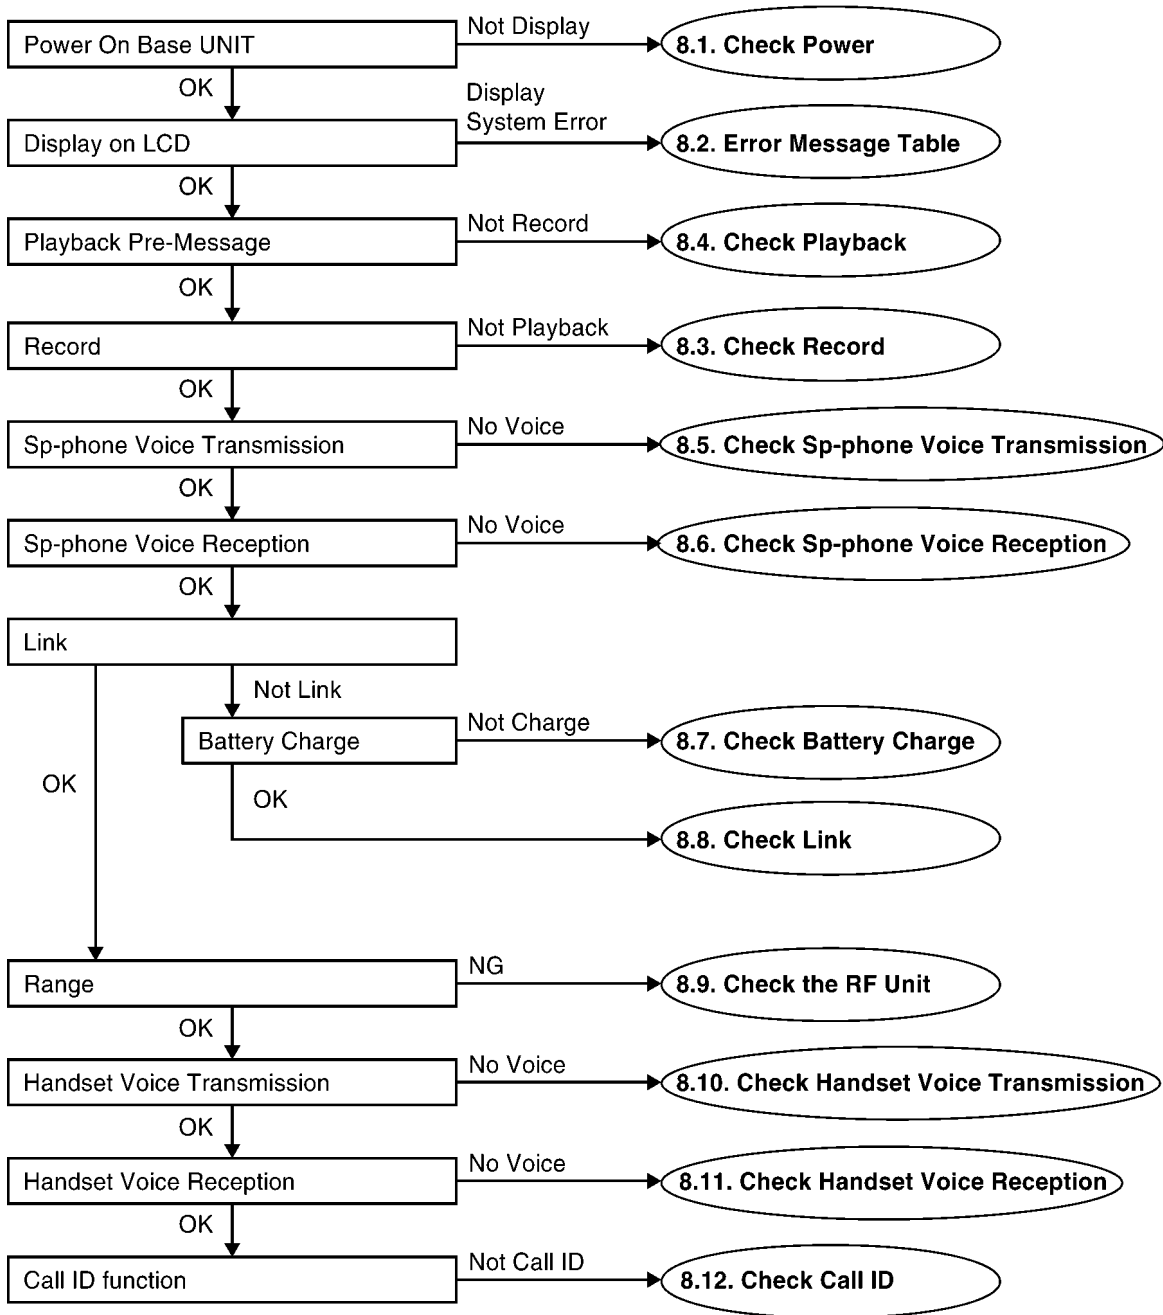 Power On Base UNIT
Not Display
8.1. Check Power
OK
Display on LCD
Display
System Error
8.2. Error Message Table
OK
Playback Pre-Message
Not Record
8.4. Check Playback
OK
Record
Not Playback
8.3. Check Record
OK
Sp-phone Voice Transmission
No Voice
8.5. Check Sp-phone Voice Transmission
OK
Sp-phone Voice Reception
No Voice
8.6. Check Sp-phone Voice Reception
OK
Link
Not Link
Battery Charge
Not Charge
8.7. Check Battery Charge
OK
OK
8.8. Check Link
Range
NG
8.9. Check the RF Unit
OK
Handset Voice Transmission
No Voice
8.10. Check Handset Voice Transmission
OK
Handset Voice Reception
No Voice
8.11. Check Handset Voice Reception
OK
Call ID function
Not Call ID
8.12. Check Call ID